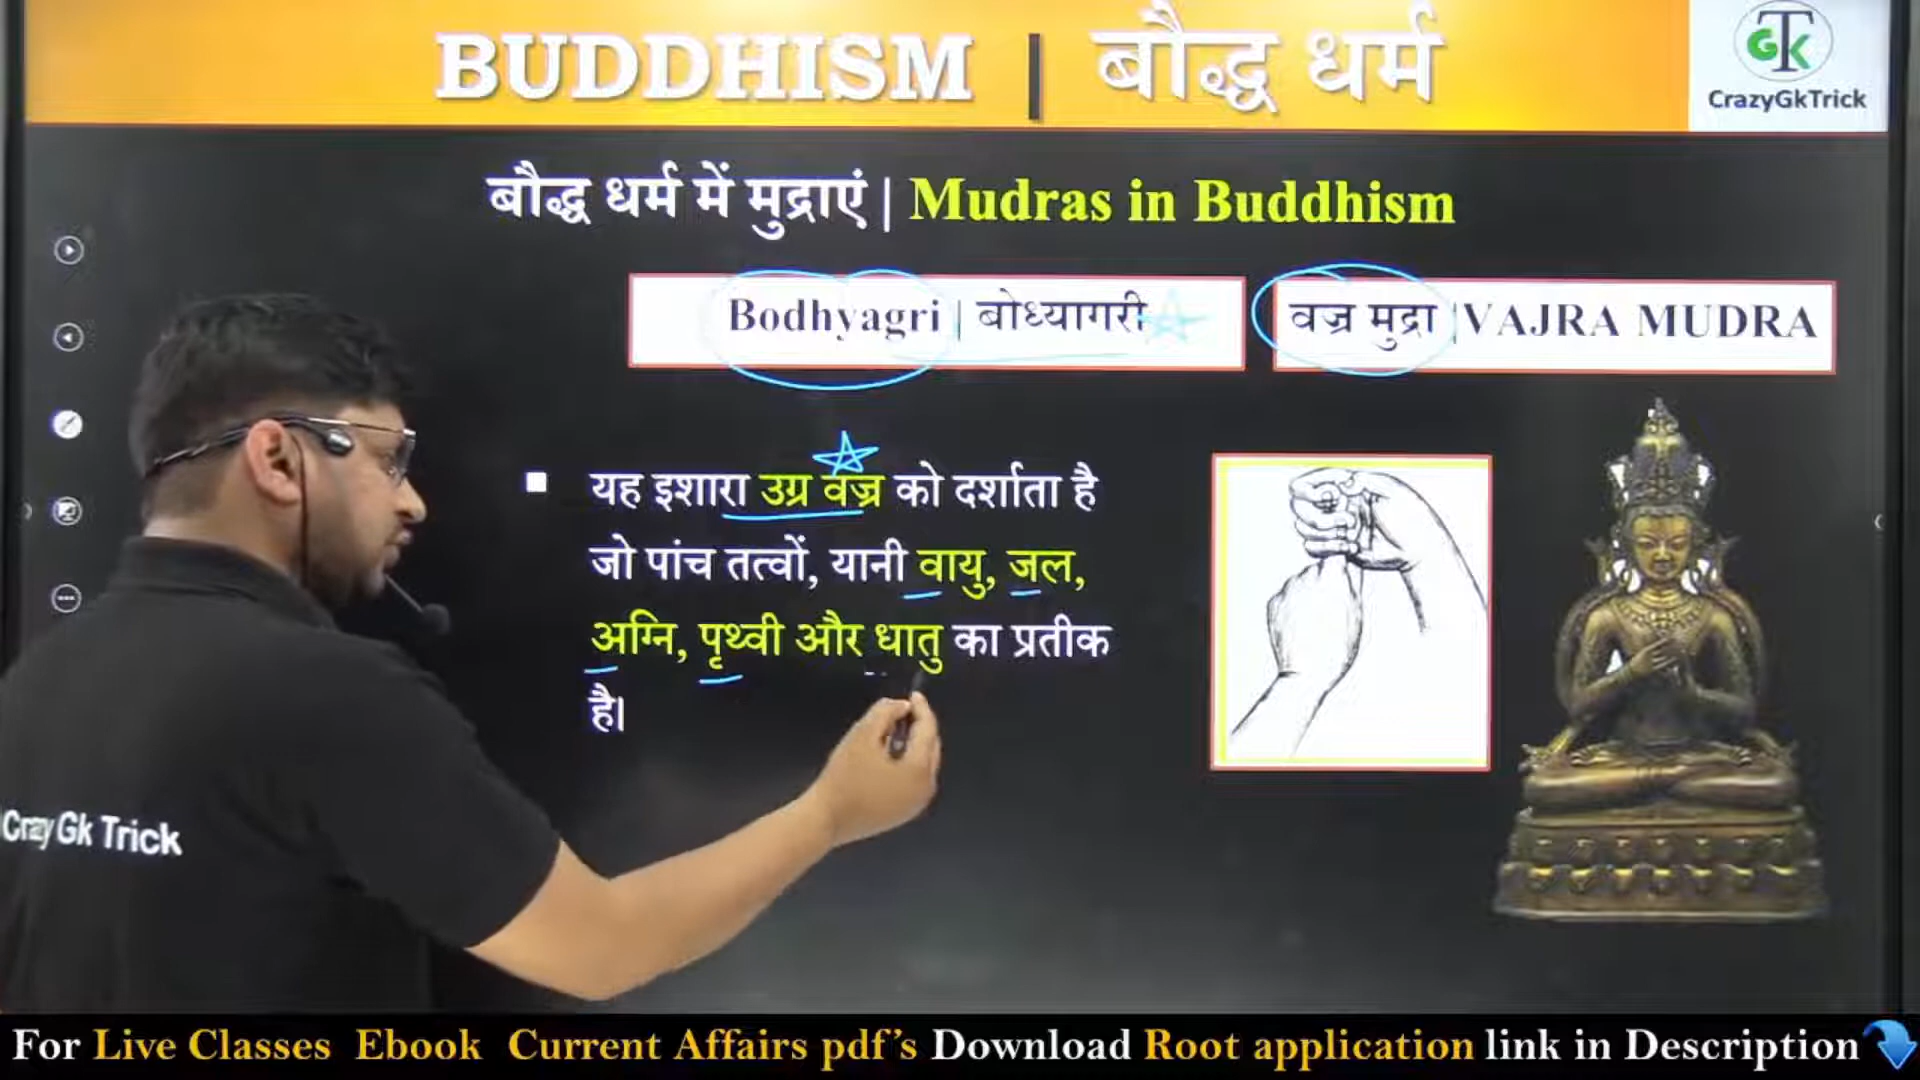 BUDDHISM | बौद्ध धर्म
GTK
CrazyGkTrick
बौद्ध धर्म में मुद्राएं | Mudras in Buddhism
Bodhyagri | बोध्यागरी
वज्र मुद्रा |VAJRA MUDRA
यह इशारा उग्र वज्र को दर्शाता है
जो पांच तत्वों, यानी वायु, जल,
अग्नि, पृथ्वी और धातु का प्रतीक
है।
Crazy Gk Trick
For Live Classes Ebook Current Affairs pdf's Download Root application link in Description